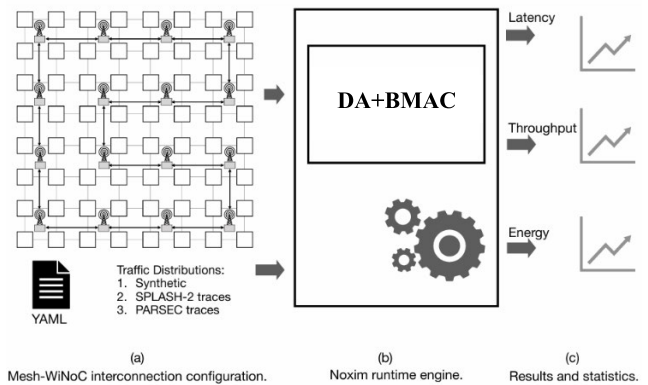 Latency
DA+BMAC
Throughput
Energy
YAML
Traffic Distributions:
1. Synthetic
2. SPLASH-2 traces
3. PARSEC traces
(a)
Mesh-WiNoC interconnection configuration.
(b)
Noxim runtime engine.
(c)
Results and statistics.